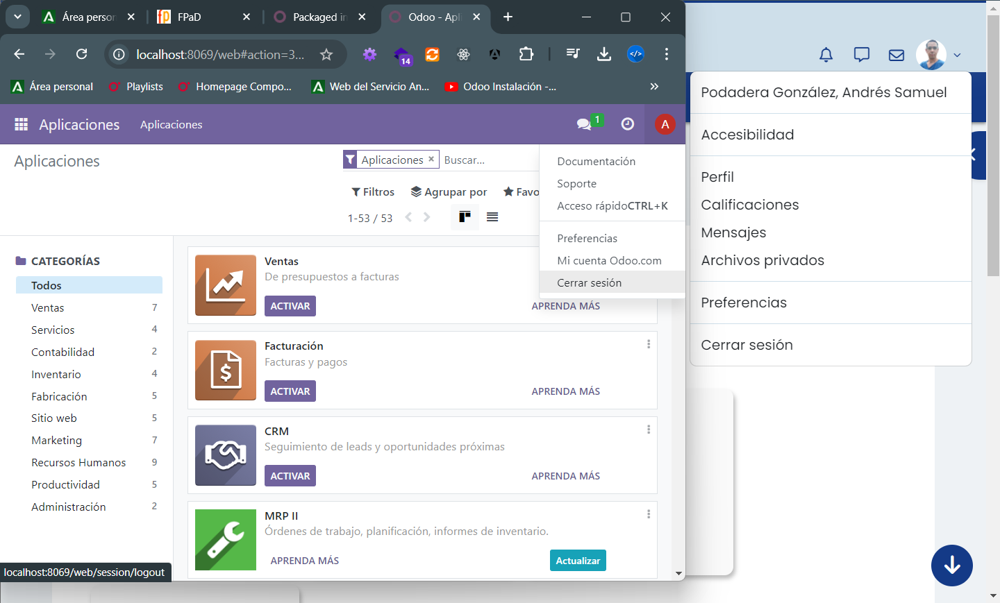 Área person
FPaD
Packaged in
Odoo - Apli
localhost:8069/web#action=3...
14
Área personal
Playlists
Homepage Compo...
Web del Servicio An...
Odoo Instalación -...
Aplicaciones
Aplicaciones
1
A
Aplicaciones
Aplicaciones
Buscar...
Filtros
Agrupar por
Favo
1-53 / 53
Documentación
Soporte
Acceso rápidoCTRL+K
Preferencias
Mi cuenta Odoo.com
Cerrar sesión
CATEGORÍAS
Todos
Ventas 7
Servicios 4
Contabilidad 2
Inventario 4
Fabricación 5
Sitio web 5
Marketing 7
Recursos Humanos 9
Productividad 5
Administración 2
Ventas
De presupuestos a facturas
ACTIVAR
APRENDA MÁS
Facturación
Facturas y pagos
ACTIVAR
APRENDA MÁS
CRM
Seguimiento de leads y oportunidades próximas
ACTIVAR
APRENDA MÁS
MRP II
Órdenes de trabajo, planificación, informes de inventario.
APRENDA MÁS
Actualizar
localhost:8069/web/session/logout
Podadera González, Andrés Samuel
Accesibilidad
Perfil
Calificaciones
Mensajes
Archivos privados
Preferencias
Cerrar sesión